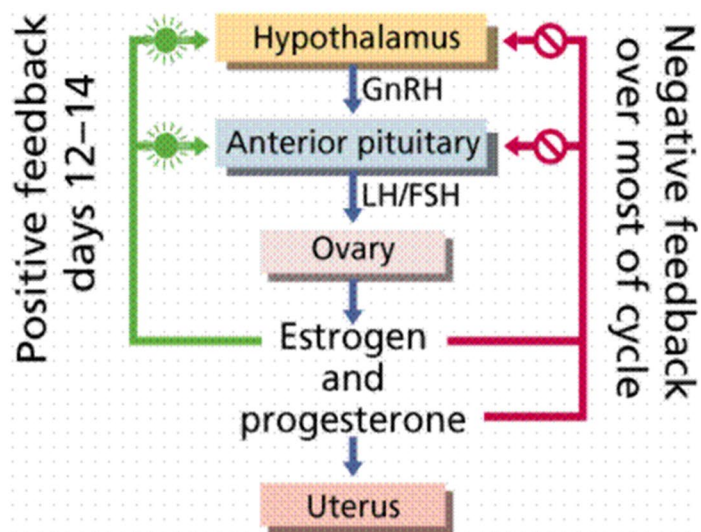 Positive feedback
days 12–14
Hypothalamus
GnRH
Anterior pituitary
LH/FSH
Ovary
Estrogen
and
progesterone
Uterus
Negative feedback
over most of cycle